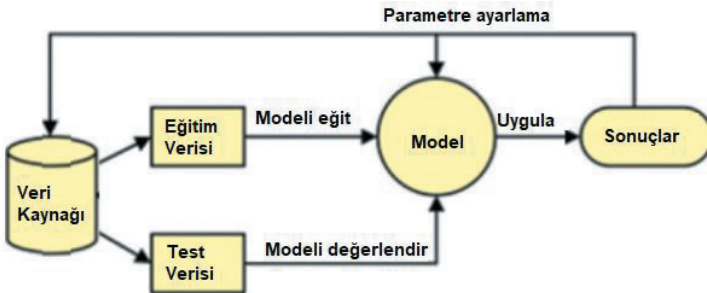 Parametre ayarlama
Eğitim
Verisi
Modeli eğit
Model
Uygula
Sonuçlar
Veri
Kaynağı
Test
Verisi
Modeli değerlendir